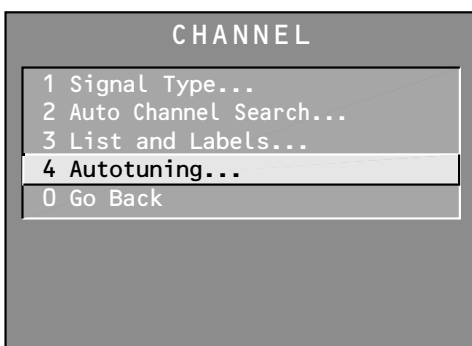 CHANNEL
1 Signal Type...
2 Auto Channel Search...
3 List and Labels...
4 Autotuning...
0 Go Back